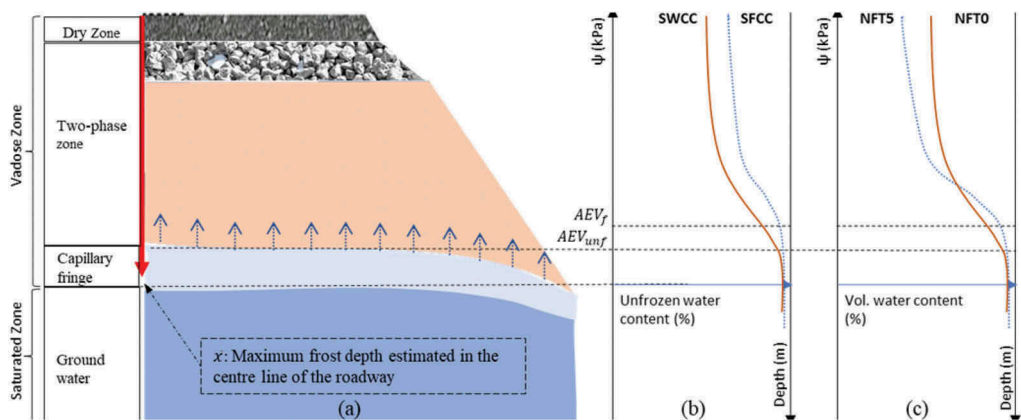 Vadose Zone
Saturated Zone
Dry Zone
Two-phase
zone
Capillary
fringe
Ground
water
ẋ: Maximum frost depth estimated in the
centre line of the roadway
(a)
ψ (kPa)
SWCC
SFCC
AEV_f
AEV_unf
Unfrozen water
content (%)
Depth (m)
(b)
ψ (kPa)
NFT5
NFT0
Vol. water content
(%)
Depth (m)
(c)